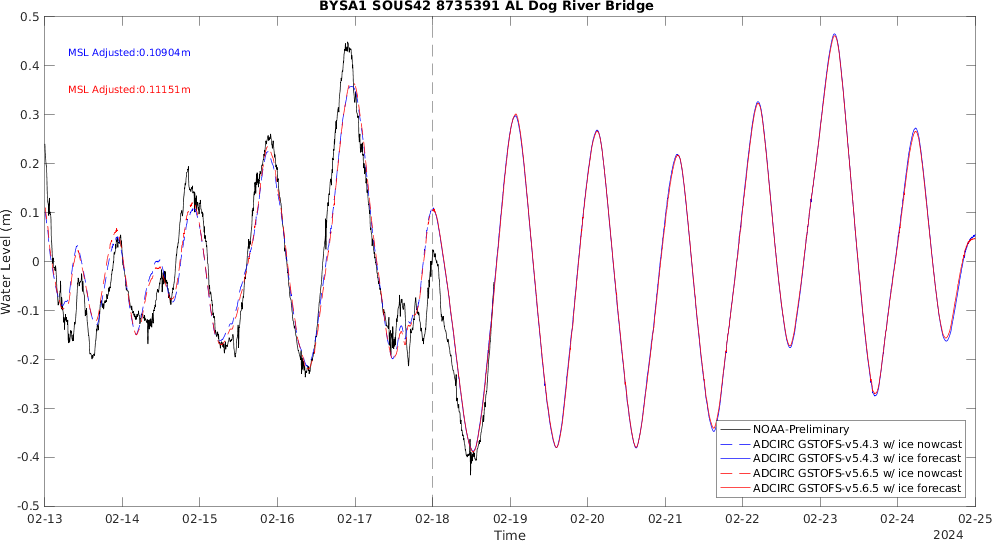 BYSA1 SOUS42 8735391 AL Dog River Bridge
MSL Adjusted:0.10904m
MSL Adjusted:0.11151m
Water Level (m)
0.5
0.4
0.3
0.2
0.1
0
-0.1
-0.2
-0.3
-0.4
-0.5
NOAA-Preliminary
ADCIRC GSTOFS-v5.4.3 w/ ice nowcast
ADCIRC GSTOFS-v5.4.3 w/ ice forecast
ADCIRC GSTOFS-v5.6.5 w/ ice nowcast
ADCIRC GSTOFS-v5.6.5 w/ ice forecast
02-13 02-14 02-15 02-16 02-17 02-18 02-19 02-20 02-21 02-22 02-23 02-24 02-25
Time
2024